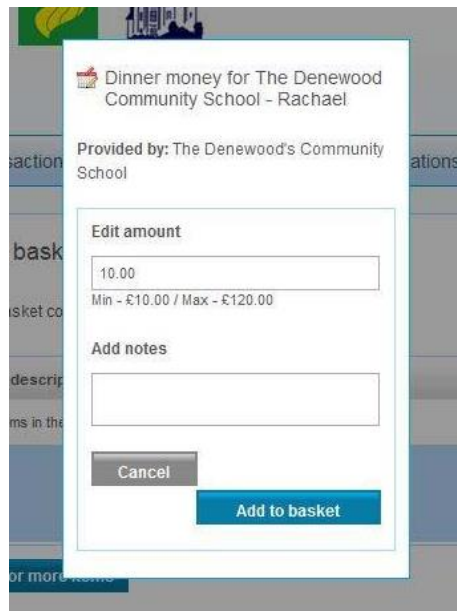 Dinner money for The Denewood
Community School - Rachael
Provided by: The Denewood's Community
School
saction
ations
bask
Edit amount
10.00
Min - £10.00 / Max - £120.00
asket co
Add notes
descrip
ms in the
Cancel
Add to basket
or more items